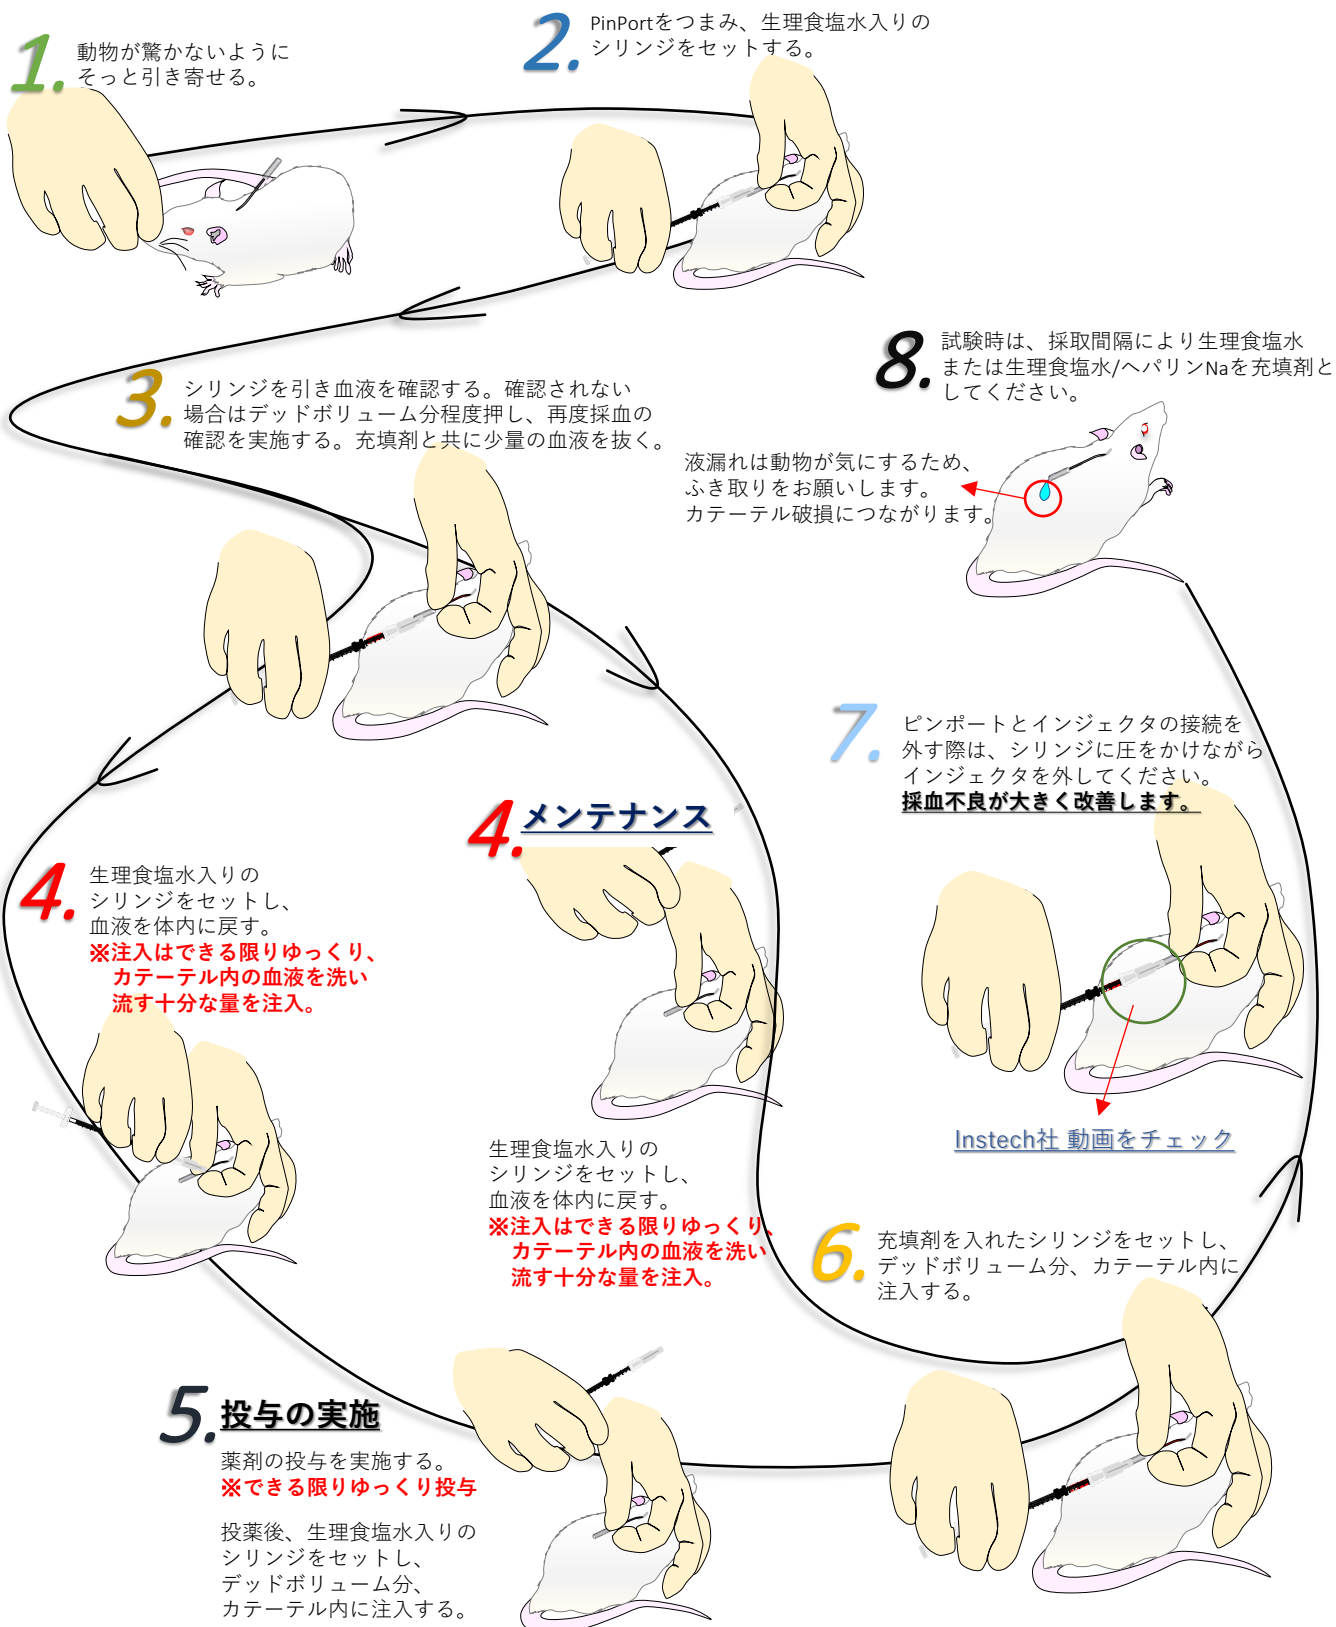 1.
動物が驚かないように
そっと引き寄せる。
2.
PinPortをつまみ、生理食塩水入りの
シリンジをセットする。
3.
シリンジを引き血液を確認する。確認されない
場合はデッドボリューム分程度押し、再度採血の
確認を実施する。充填剤と共に少量の血液を抜く。
4.
生理食塩水入りの
シリンジをセットし、
血液を体内に戻す。
※注入はできる限りゆっくり、
カテーテル内の血液を洗い
流す十分な量を注入。
4.
メンテナンス
生理食塩水入りの
シリンジをセットし、
血液を体内に戻す。
※注入はできる限りゆっくり、
カテーテル内の血液を洗い
流す十分な量を注入。
5.
投与の実施
薬剤の投与を実施する。
※できる限りゆっくり投与
投薬後、生理食塩水入りの
シリンジをセットし、
デッドボリューム分、
カテーテル内に注入する。
6.
充填剤を入れたシリンジをセットし、
デッドボリューム分、カテーテル内に
注入する。
7.
ピンポートとインジェクタの接続を
外す際は、シリンジに圧をかけながら
インジェクタを外してください。
採血不良が大きく改善します。
Instech社 動画をチェック
8.
試験時は、採取間隔により生理食塩水
または生理食塩水/ヘパリンNaを充填剤と
してください。
液漏れは動物が気にするため、
ふき取りをお願いします。
カテーテル破損につながります。